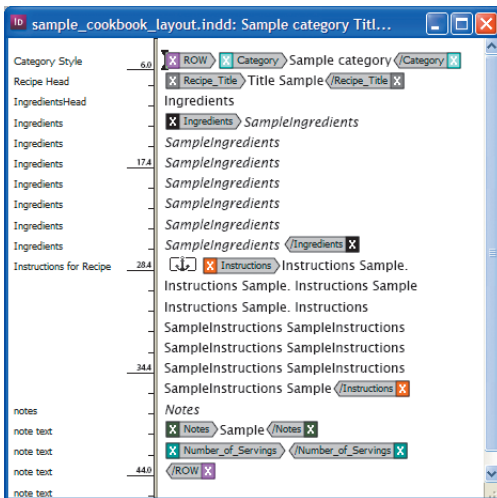 sample_cookbook_layout.indd: Sample category Titl...
Category Style 6.0 ROW Category Sample category /Category
Recipe Head Recipe_Title Title Sample /Recipe_Title
IngredientsHead Ingredients
Ingredients Ingredients SampleIngredients
Ingredients SampleIngredients
Ingredients 17.4 SampleIngredients
Ingredients SampleIngredients
Ingredients SampleIngredients
Ingredients SampleIngredients
Ingredients SampleIngredients /Ingredients
Instructions for Recipe 28.4 Instructions Instructions Sample.
Instructions Sample. Instructions Sample
Instructions Sample. Instructions
SampleInstructions SampleInstructions
SampleInstructions SampleInstructions
34.4 SampleInstructions SampleInstructions
SampleInstructions Sample /Instructions
notes Notes
note text Notes Sample /Notes
note text Number_of_Servings /Number_of_Servings
note text 44.0 /ROW
note text